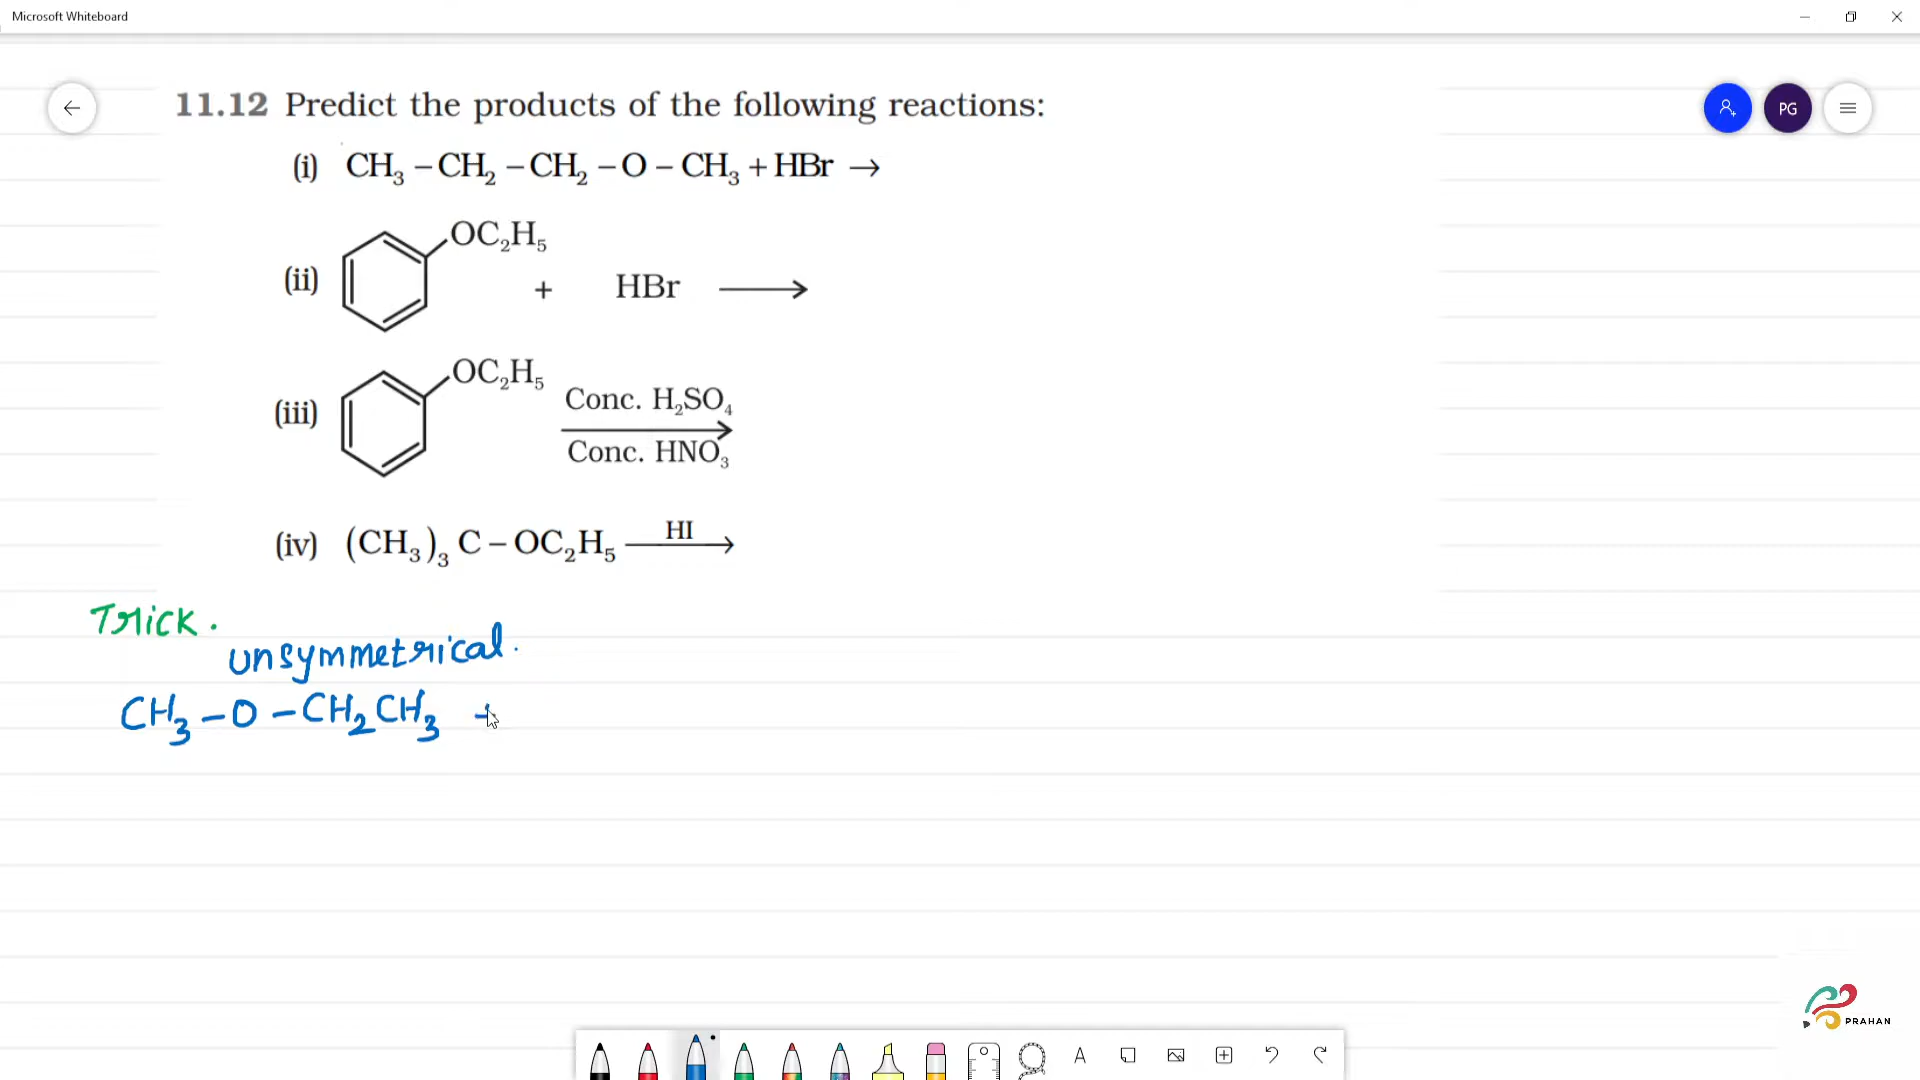 Microsoft Whiteboard
11.12 Predict the products of the following reactions:
PG
(i) CH₃ – CH₂ – CH₂ – O – CH₃ + HBr →
(ii) OC₂H₅ + HBr ⟶
(iii) OC₂H₅ Conc. H₂SO₄
Conc. HNO₃
(iv) (CH₃)₃ C – OC₂H₅ HI →
Trick.
unsymmetrical.
CH₃ – O – CH₂CH₃ +
PRAHAN
A